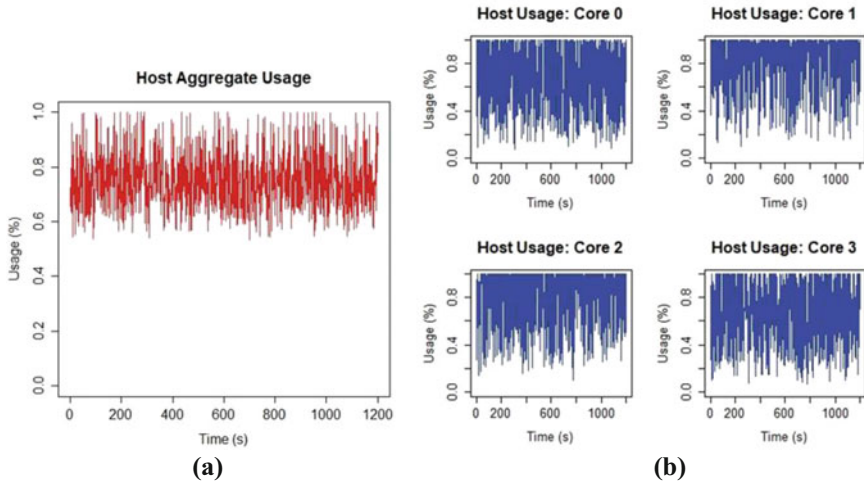 Host Aggregate Usage
Usage (%)
1.0
0.8
0.6
0.4
0.2
0.0
0 200 400 600 800 1000 1200
Time (s)
(a)
Host Usage: Core 0
Usage (%)
0.8
0.4
0.0
0 200 600 1000
Time (s)
Host Usage: Core 1
Usage (%)
0.8
0.4
0.0
0 200 600 1000
Time (s)
Host Usage: Core 2
Usage (%)
0.8
0.4
0.0
0 200 600 1000
Time (s)
Host Usage: Core 3
Usage (%)
0.8
0.4
0.0
0 200 600 1000
Time (s)
(b)